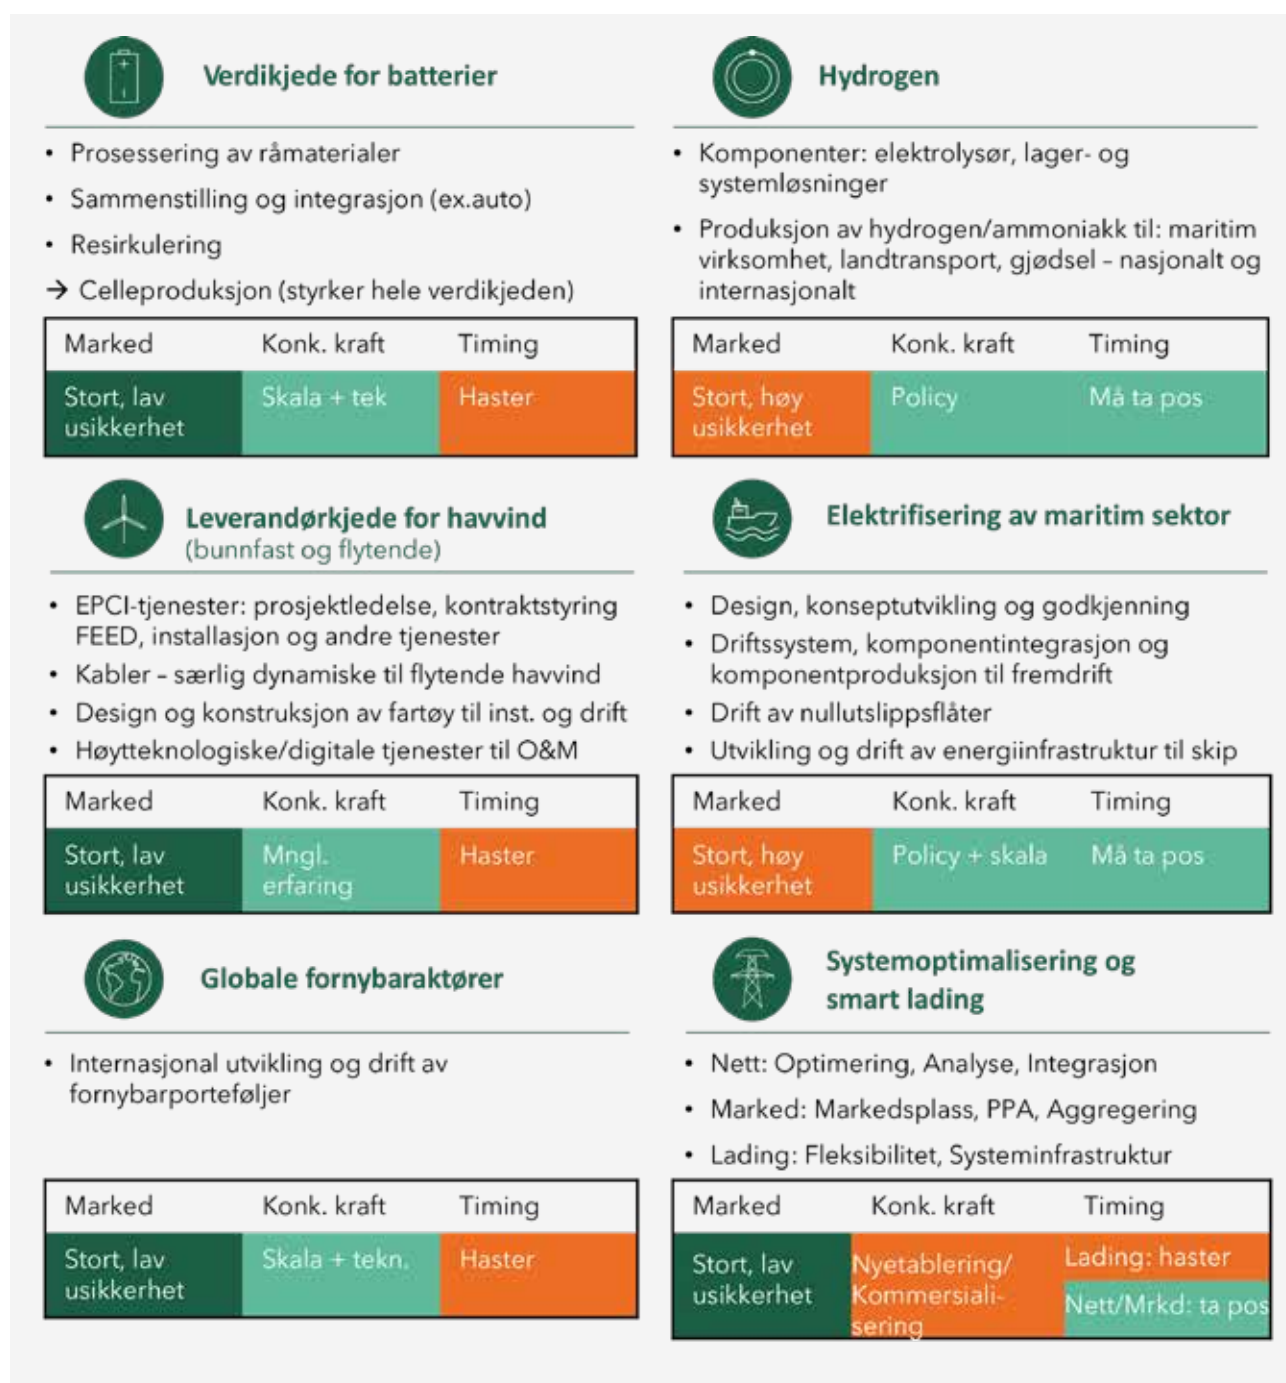 Verdikjede for batterier
• Prosessering av råmaterialer
• Sammenstilling og integrasjon (ex.auto)
• Resirkulering
→ Celleproduksjon (styrker hele verdikjeden)
Marked Konk. kraft Timing
Stort, lav Skala + tek Haster
usikkerhet
Hydrogen
• Komponenter: elektrolysør, lager- og
systemløsninger
• Produksjon av hydrogen/ammoniakk til: maritim
virksomhet, landtransport, gjødsel – nasjonalt og
internasjonalt
Marked Konk. kraft Timing
Stort, høy Policy Må ta pos
usikkerhet
Leverandørkjede for havvind
(bunnfast og flytende)
• EPCI-tjenester: prosjektledelse, kontraktstyring
FEED, installasjon og andre tjenester
• Kabler – særlig dynamiske til flytende havvind
• Design og konstruksjon av fartøy til inst. og drift
• Høytteknologiske/digitale tjenester til O&M
Marked Konk. kraft Timing
Stort, lav Mngl. Haster
usikkerhet erfaring
Elektrifisering av maritim sektor
• Design, konseptutvikling og godkjenning
• Driftssystem, komponentintegrasjon og
komponentproduksjon til fremdrift
• Drift av nullutslippsflåter
• Utvikling og drift av energiinfrastruktur til skip
Marked Konk. kraft Timing
Stort, høy Policy + skala Må ta pos
usikkerhet
Globale fornybaraktører
• Internasjonal utvikling og drift av
fornybarporteføljer
Marked Konk. kraft Timing
Stort, lav Skala + tekn. Haster
usikkerhet
Systemoptimalisering og
smart lading
• Nett: Optimering, Analyse, Integrasjon
• Marked: Markedsplass, PPA, Aggregering
• Lading: Fleksibilitet, Systeminfrastruktur
Marked Konk. kraft Timing
Stort, lav
usikkerhet
Nyetablering/
Kommersiali-
sering
Lading: haster
Nett/Mrkd: ta pos